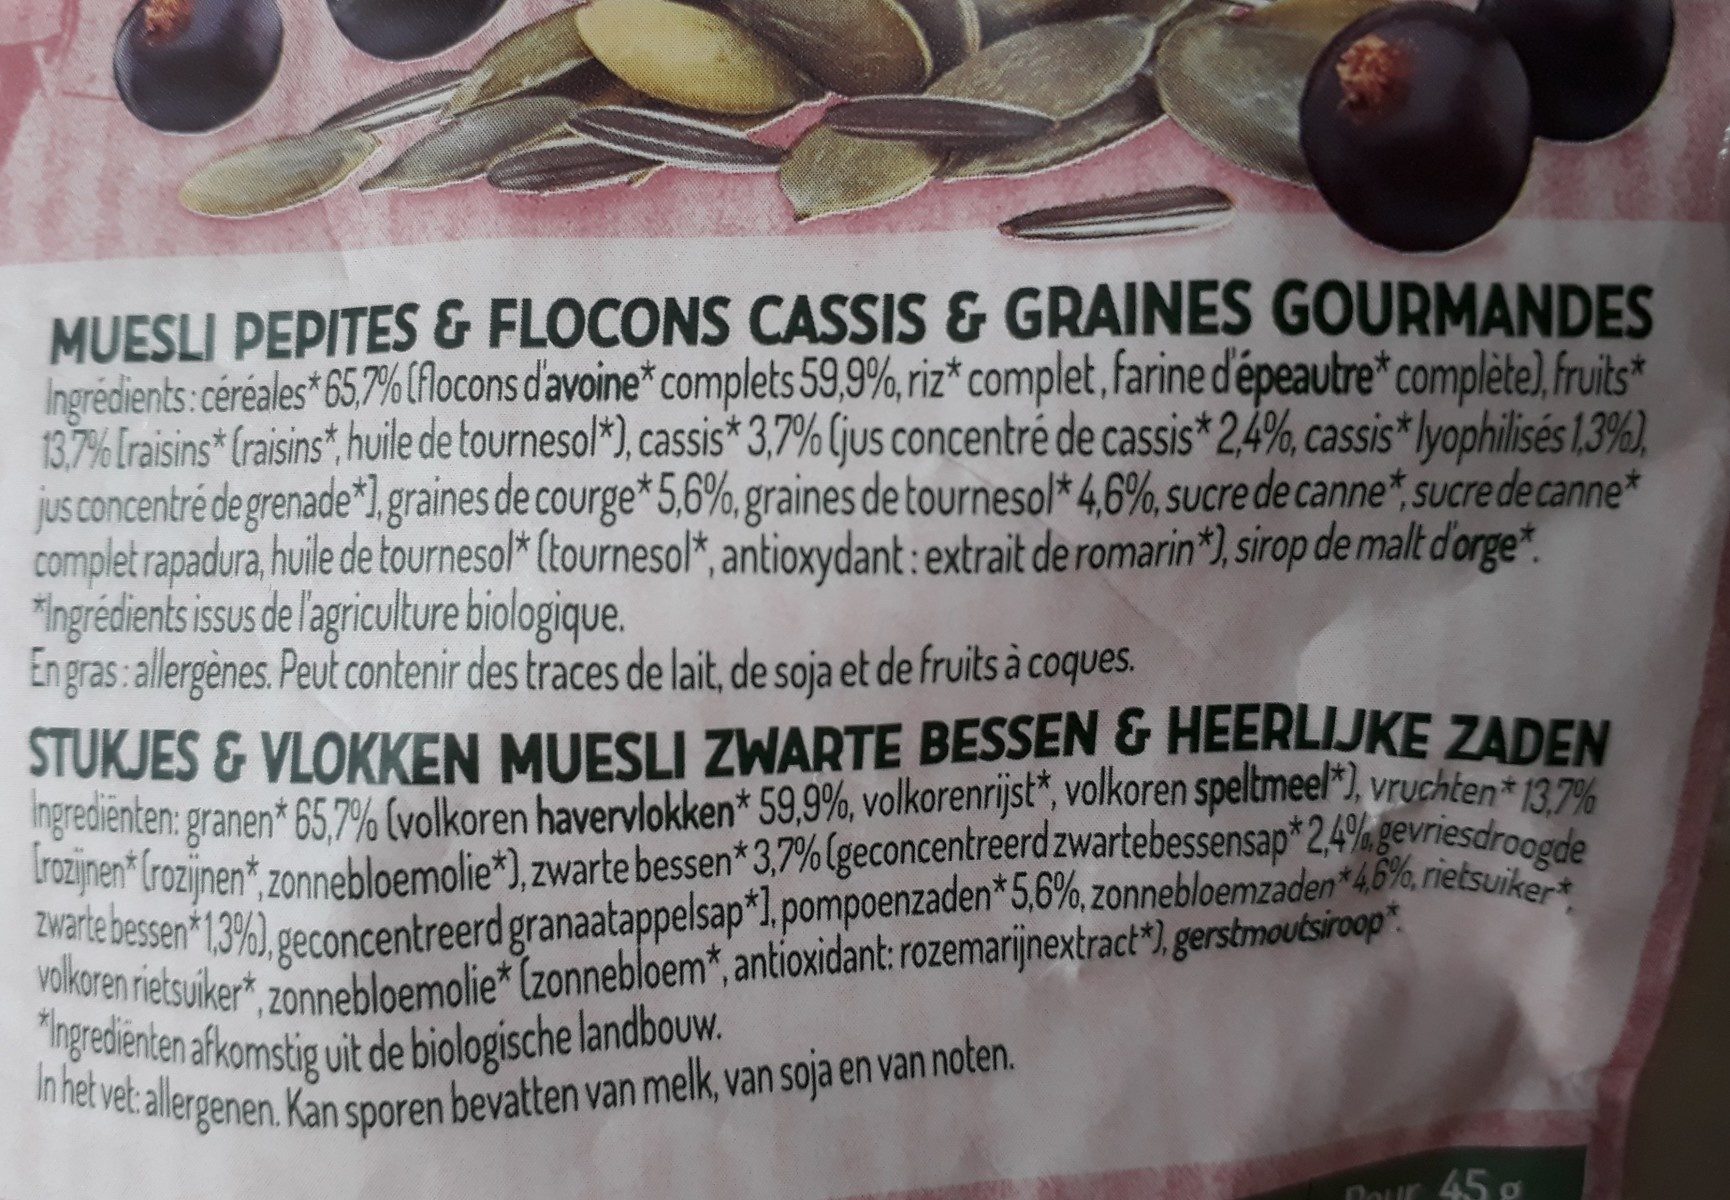 MUESLI PEPITES & FLOCONS CASSIS & GRAINES GOURMANDES
Ingrédients : céréales* 65,7% (flocons d'avoine* complets 59,9%, riz* complet, farine d'épeautre* complète), fruits*
13,7% [raisins* (raisins*, huile de tournesol*), cassis* 3,7% (jus concentré de cassis* 2,4%, cassis* lyophilisés 1,3%),
jus concentré de grenade*], graines de courge* 5,6%, graines de tournesol* 4,6%, sucre de canne*, sucre de canne*
complet rapadura, huile de tournesol* (tournesol*, antioxydant : extrait de romarin*), sirop de malt d'orge*.
*Ingrédients issus de l'agriculture biologique.
En gras : allergènes. Peut contenir des traces de lait, de soja et de fruits à coques.
STUKJES & VLOKKEN MUESLI ZWARTE BESSEN & HEERLIJKE ZADEN
Ingrediënten: granen* 65,7% (volkoren havervlokken* 59,9%, volkorenrijst*, volkoren speltmeel*), vruchten* 13,7%
[rozijnen* (rozijnen*, zonnebloemolie*), zwarte bessen* 3,7% (geconcentreerd zwartebessensap* 2,4%, gevriesdroogde
zwarte bessen* 1,3%), geconcentreerd granaatappelsap*], pompoenzaden* 5,6%, zonnebloemzaden* 4,6%, rietsuiker*,
volkoren rietsuiker*, zonnebloemolie* (zonnebloem*, antioxidant: rozemarijnextract*), gerstmoutsiroop*.
*Ingrediënten afkomstig uit de biologische landbouw.
In het vet: allergenen. Kan sporen bevatten van melk, van soja en van noten.
Pour 45 g